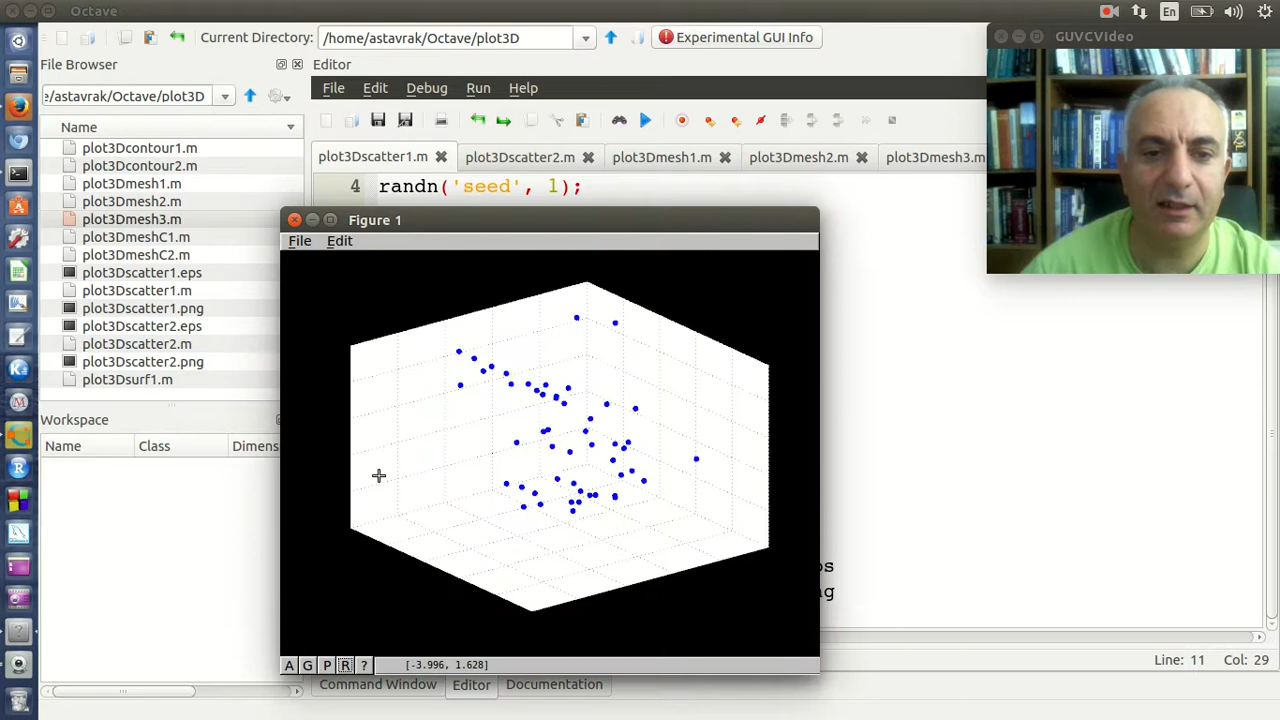 Octave
En
Current Directory: /home/astavrak/Octave/plot3D
Experimental GUI Info
GUVCVideo
File Browser
Editor
e/astavrak/Octave/plot3D
File Edit Debug Run Help
Name
plot3Dscatter1.m plot3Dscatter2.m plot3Dmesh1.m plot3Dmesh2.m plot3Dmesh3.m
plot3Dcontour1.m
plot3Dcontour2.m
plot3Dmesh1.m
plot3Dmesh2.m
plot3Dmesh3.m
plot3DmeshC1.m
plot3DmeshC2.m
plot3Dscatter1.eps
plot3Dscatter1.m
plot3Dscatter1.png
plot3Dscatter2.eps
plot3Dscatter2.m
plot3Dscatter2.png
plot3Dsurf1.m
4 randn('seed', 1);
Figure 1
File Edit
Workspace
Name Class Dimens
ps
ng
A G P R ? [-3.996, 1.628]
Line: 11 Col: 29
Command Window Editor Documentation